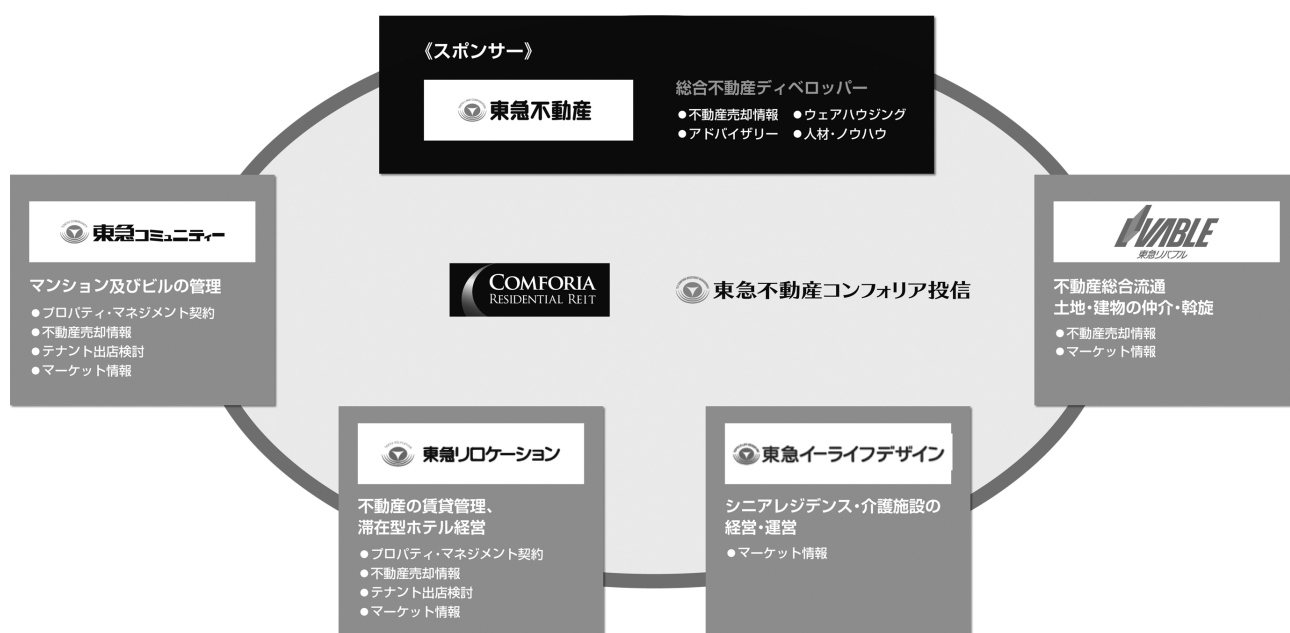 《スポンサー》
東急不動産
総合不動産ディベロッパー
●不動産売却情報 ●ウェアハウジング
●アドバイザリー ●人材・ノウハウ
東急コミュニティー
マンション及びビルの管理
●プロパティ・マネジメント契約
●不動産売却情報
●テナント出店検討
●マーケット情報
COMFORIA
RESIDENTIAL REIT
東急不動産コンフォリア投信
LIVABLE
東急リバブル
不動産総合流通
土地・建物の仲介・斡旋
●不動産売却情報
●マーケット情報
東急リロケーション
不動産の賃貸管理、
滞在型ホテル経営
●プロパティ・マネジメント契約
●不動産売却情報
●テナント出店検討
●マーケット情報
東急イーライフデザイン
シニアレジデンス・介護施設の
経営・運営
●マーケット情報